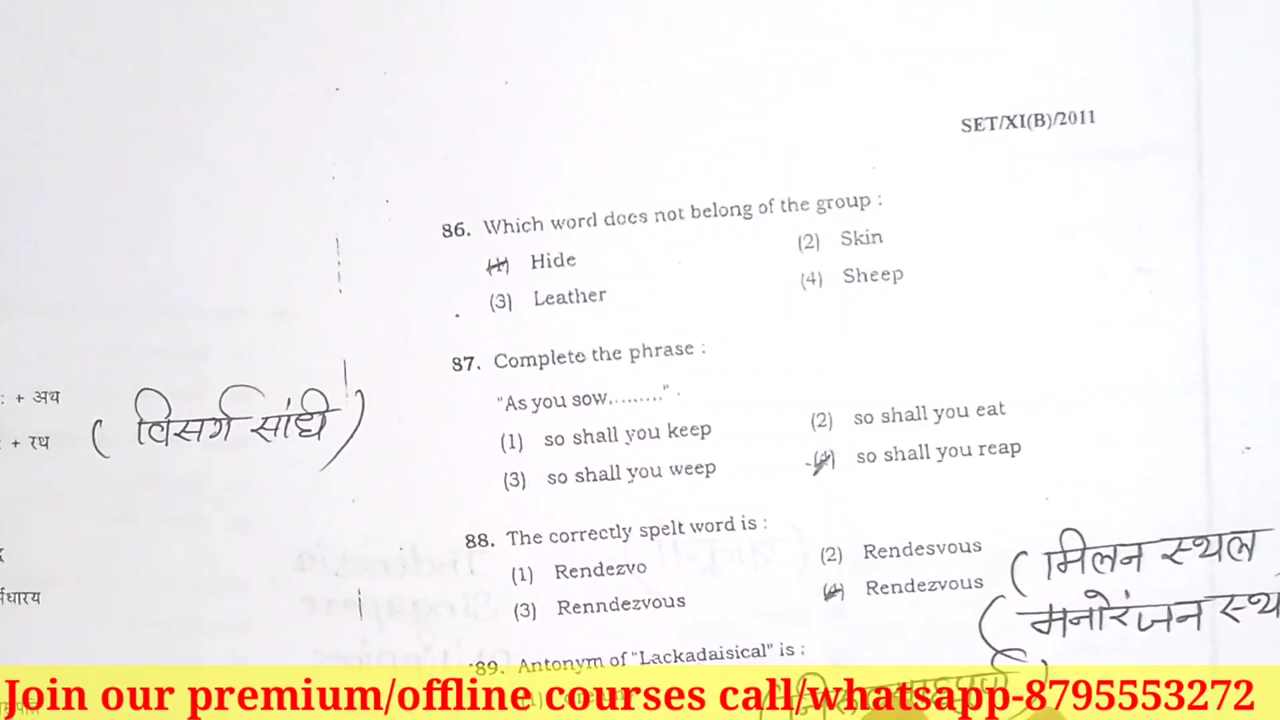 SET/XI(B)/2011
86. Which word does not belong of the group :
(1) Hide
(2) Skin
(3) Leather
(4) Sheep
87. Complete the phrase :
"As you sow........."
(1) so shall you keep
(2) so shall you eat
(3) so shall you weep
(4) so shall you reap
: + अथ
: + रथ
( विसर्ग सांधी )
88. The correctly spelt word is :
(1) Rendezvo
(2) Rendesvous
(3) Renndezvous
(4) Rendezvous
( मिलन स्थल
( मनोरंजन स्थ
र्मधारय
89. Antonym of "Lackadaisical" is :
Join our premium/offline courses call/whatsapp-8795553272